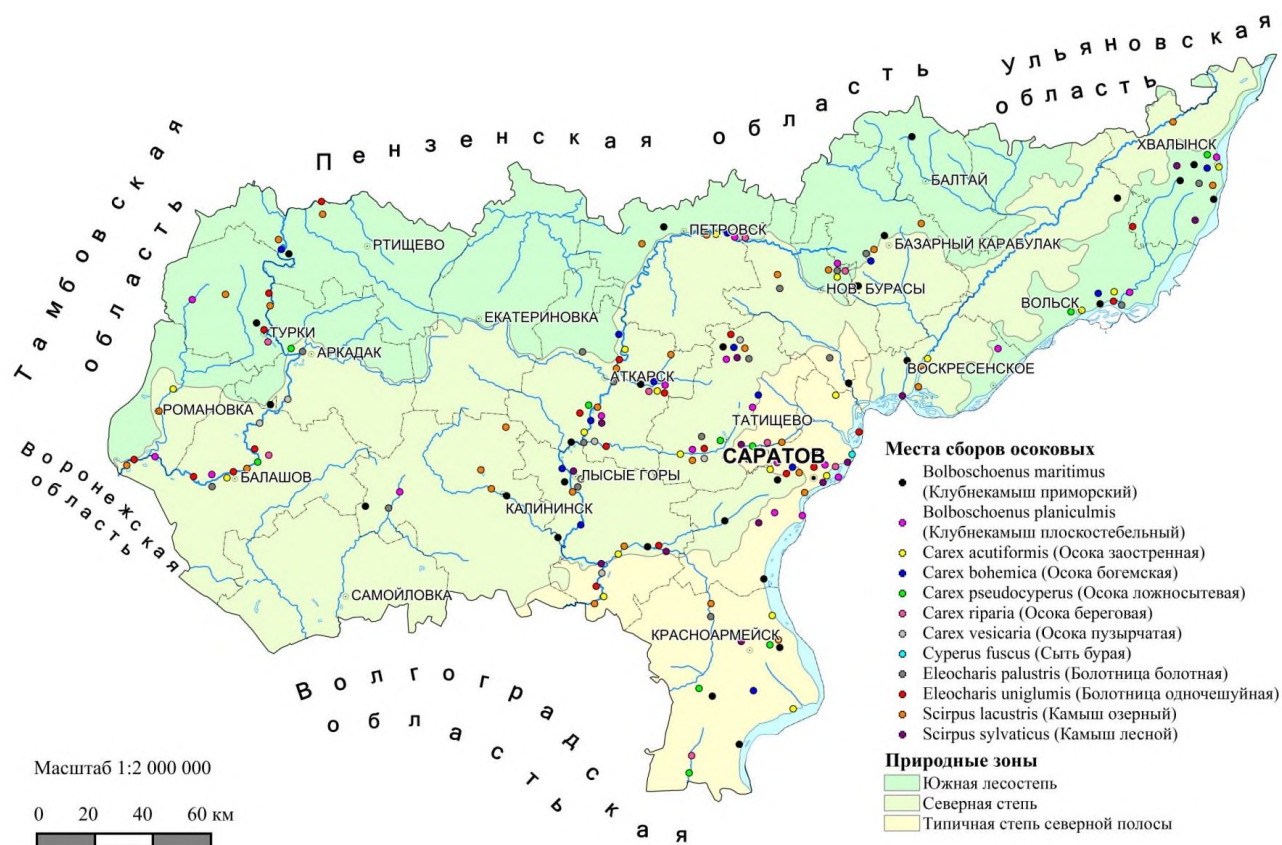 Ульяновская
область
Пензенская область
Тамбовская
область
ХВАЛЫНСК
БАЛТАЙ
ПЕТРОВСК
РТИЩЕВО
БАЗАРНЫЙ КАРАБУЛАК
НОВ. БУРАСЫ
ВОЛЬСК
ЕКАТЕРИНОВКА
ТУРКИ
АРКАДАК
АТКАРСК
ВОСКРЕСЕНСКОЕ
РОМАНОВКА
ТАТИЩЕВО
Воронежская
область
САРАТОВ
БАЛАШОВ
ЛЫСЫЕ ГОРЫ
КАЛИНИНСК
САМОЙЛОВКА
КРАСНОАРМЕЙСК
Волгоградская
область
Места сборов осоковых
Bolboschoenus maritimus
(Клубнекамыш приморский)
Bolboschoenus planiculmis
(Клубнекамыш плоскостебельный)
Carex acutiformis (Осока заостренная)
Carex bohemica (Осока богемская)
Carex pseudocyperus (Осока ложносытевая)
Carex riparia (Осока береговая)
Carex vesicaria (Осока пузырчатая)
Cyperus fuscus (Сыть бурая)
Eleocharis palustris (Болотница болотная)
Eleocharis uniglumis (Болотница одночешуйная)
Scirpus lacustris (Камыш озерный)
Scirpus sylvaticus (Камыш лесной)
Природные зоны
Южная лесостепь
Северная степь
Типичная степь северной полосы
Масштаб 1:2 000 000
0 20 40 60 км